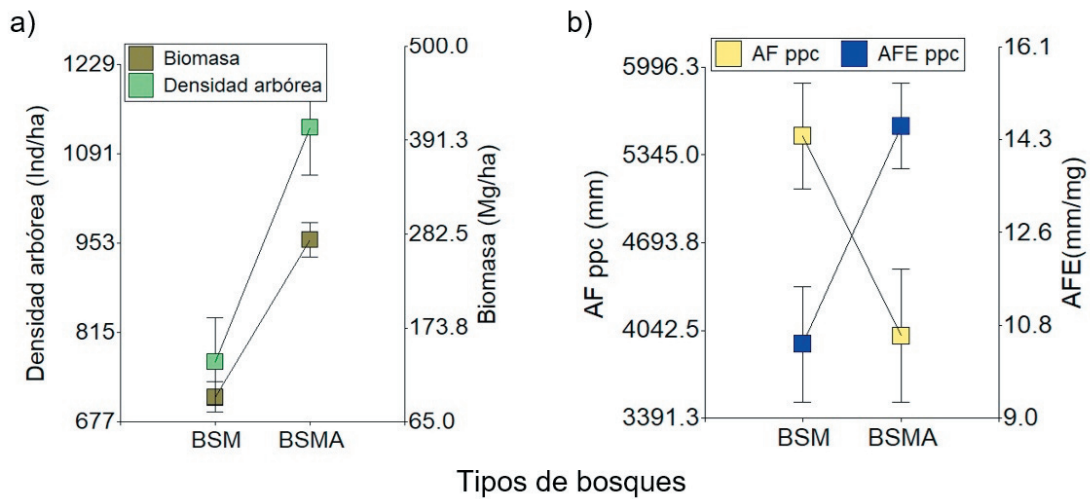 a)
Densidad arbórea (Ind/ha)
1229
1091
953
815
677
Biomasa
Densidad arbórea
500.0
391.3
282.5
173.8
65.0
Biomasa (Mg/ha)
BSM
BSMA
b)
AF ppc (mm)
5996.3
5345.0
4693.8
4042.5
3391.3
AF ppc
AFE ppc
16.1
14.3
12.6
10.8
9.0
AFE(mm/mg)
BSM
BSMA
Tipos de bosques